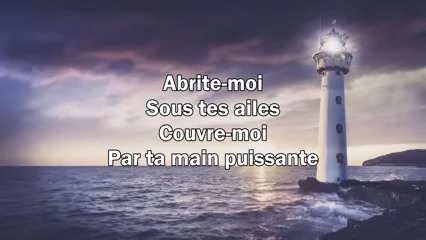 Abrite-moi
Sous tes ailes
Couvre-moi
Par ta main puissante